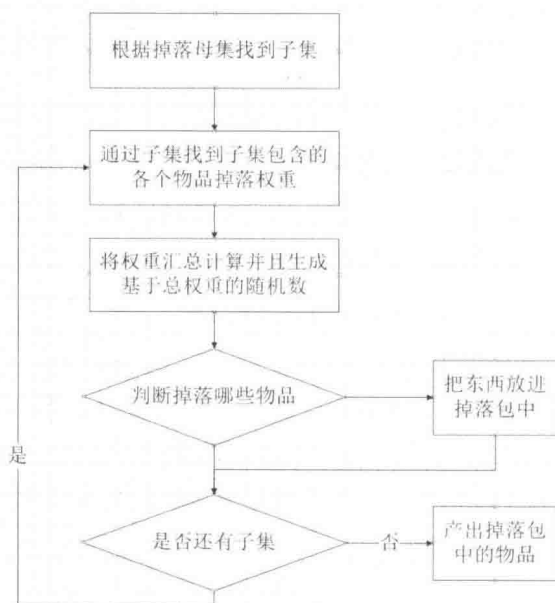 根据掉落母集找到子集
通过子集找到子集包含的
各个物品掉落权重
将权重汇总计算并且生成
基于总权重的随机数
判断掉落哪些物品
把东西放进
掉落包中
是
是否还有子集
否
产出掉落包
中的物品